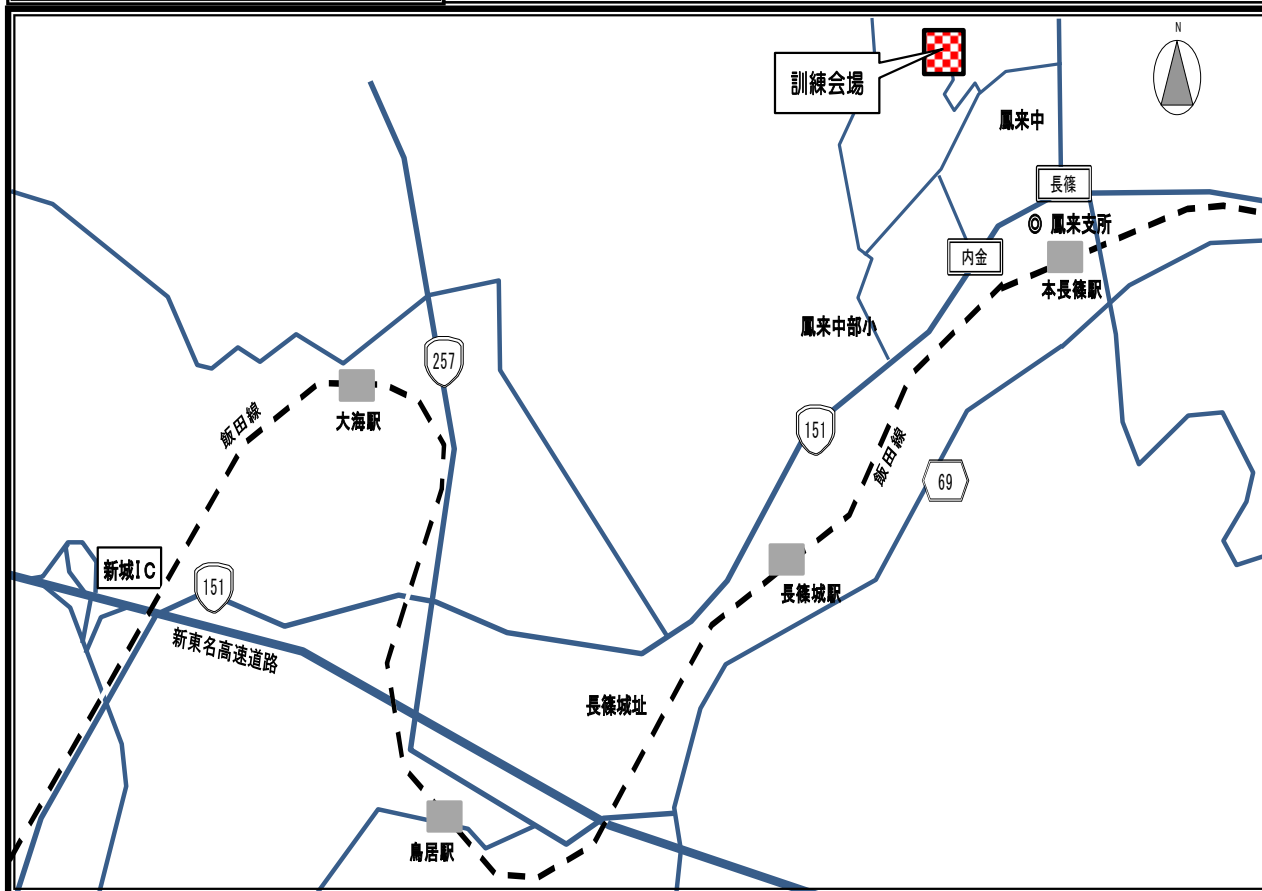 N
訓練会場
鳳来中
長篠
鳳来支所
内金
本長篠駅
鳳来中部小
257
大海駅
飯田線
151
飯田線
69
新城IC
151
長篠城駅
新東名高速道路
長篠城址
鳥居駅